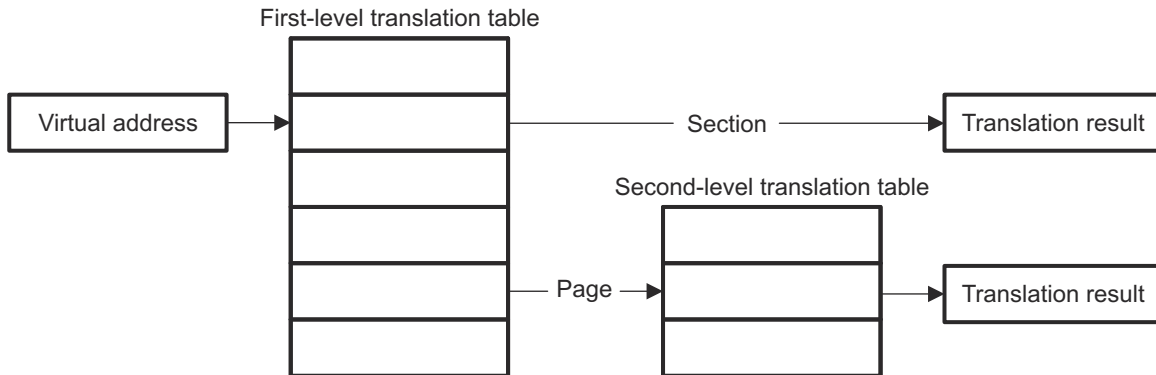 First-level translation table
Virtual address
Section
Translation result
Second-level translation table
Page
Translation result